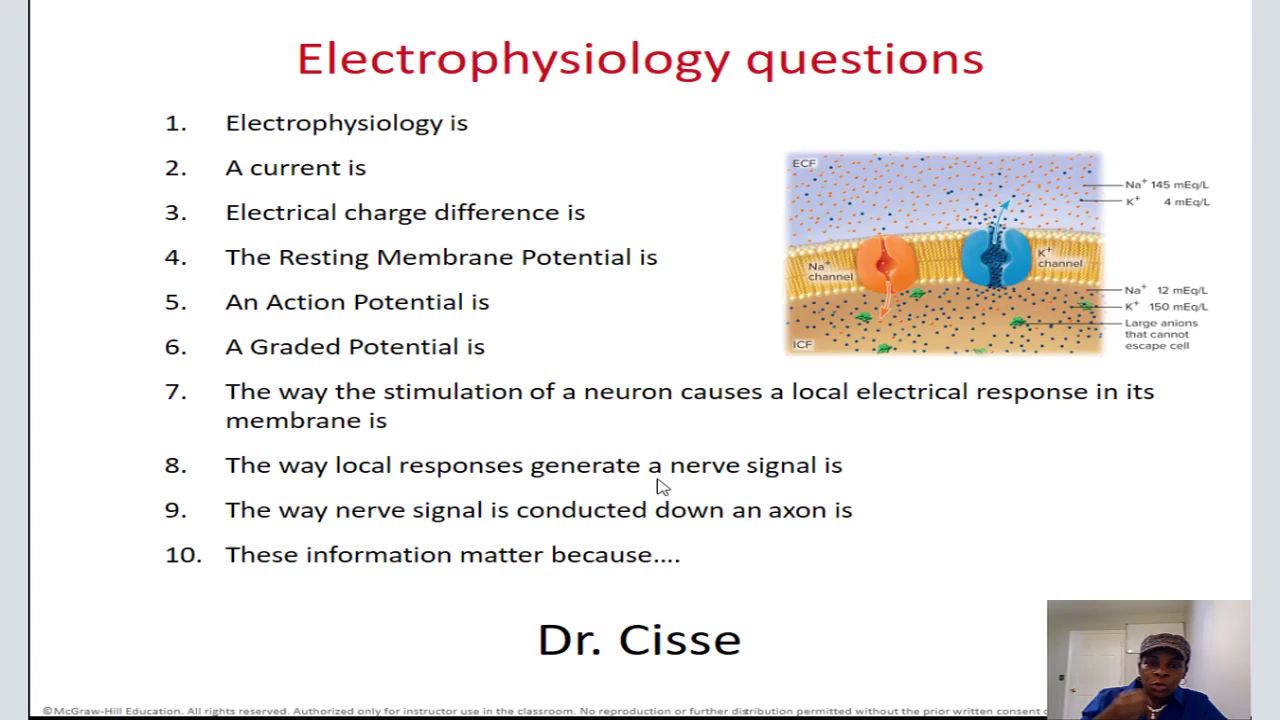 Electrophysiology questions
1. Electrophysiology is
2. A current is
3. Electrical charge difference is
4. The Resting Membrane Potential is
5. An Action Potential is
6. A Graded Potential is
7. The way the stimulation of a neuron causes a local electrical response in its
membrane is
8. The way local responses generate a nerve signal is
9. The way nerve signal is conducted down an axon is
10. These information matter because....
ECF
Na+ 145 mEq/L
K+ 4 mEq/L
Na+
channel
K+
channel
Na+ 12 mEq/L
K+ 150 mEq/L
Large anions
that cannot
escape cell
ICF
Dr. Cisse
©McGraw-Hill Education. All rights reserved. Authorized only for instructor use in the classroom. No reproduction or further distribution permitted without the prior written consent